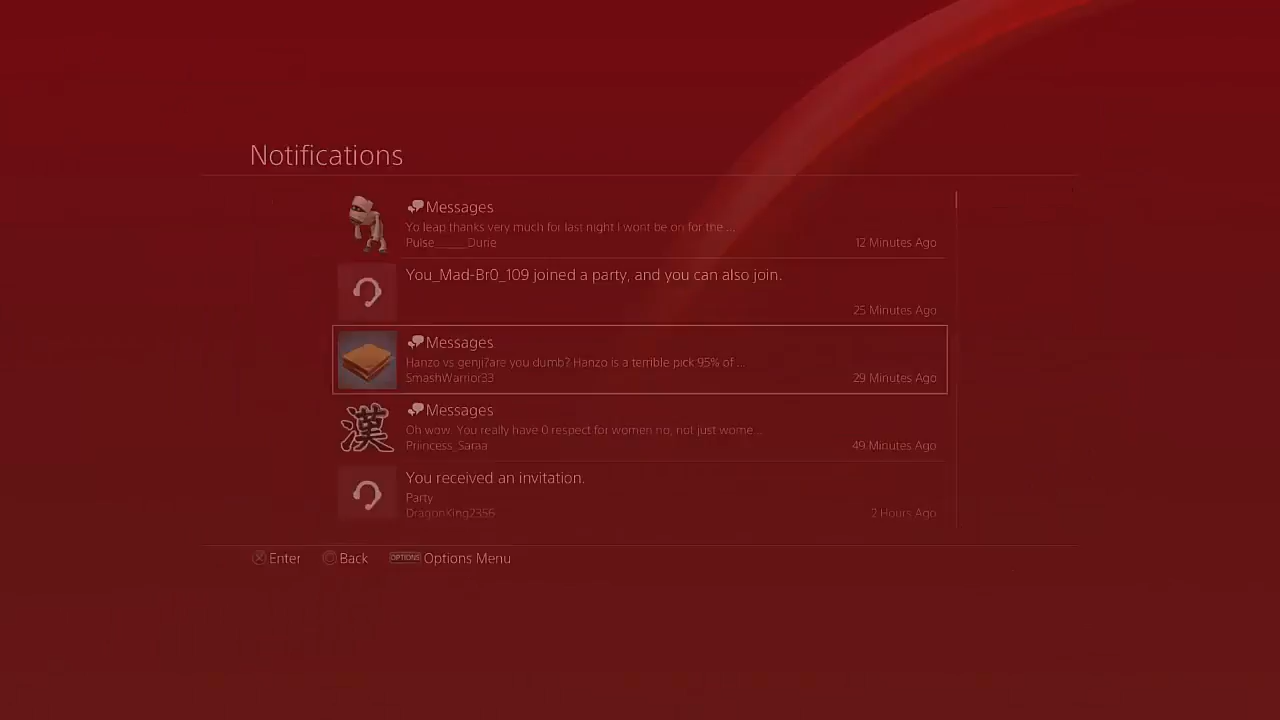 Notifications
Messages
Yo leap thanks very much for last night I wont be on for the ...
Pulse_____Durie
12 Minutes Ago
You_Mad-Br0_109 joined a party, and you can also join.
25 Minutes Ago
Messages
Hanzo vs genji?are you dumb? Hanzo is a terrible pick 95% of ...
SmashWarrior33
29 Minutes Ago
漢
Messages
Oh wow. You really have 0 respect for women no, not just wome...
Priincess_Saraa
49 Minutes Ago
You received an invitation.
Party
DragonKing2355
2 Hours Ago
Enter Back OPTIONS Options Menu